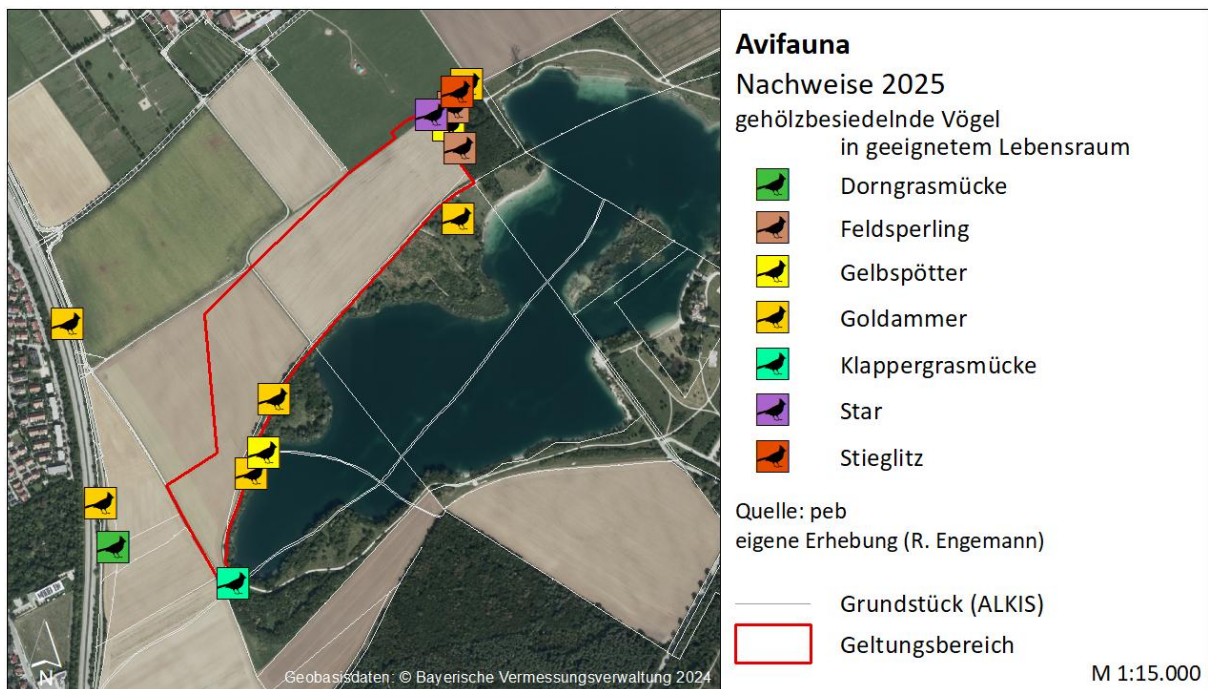 Avifauna
Nachweise 2025
gehölzbesiedelnde Vögel
in geeignetem Lebensraum
Dorngrasmücke
Feldsperling
Gelbspötter
Goldammer
Klappergrasmücke
Star
Stieglitz
Quelle: peb
eigene Erhebung (R. Engemann)
Grundstück (ALKIS)
Geltungsbereich
M 1:15.000
N
Geobasisdaten: © Bayerische Vermessungsverwaltung 2024